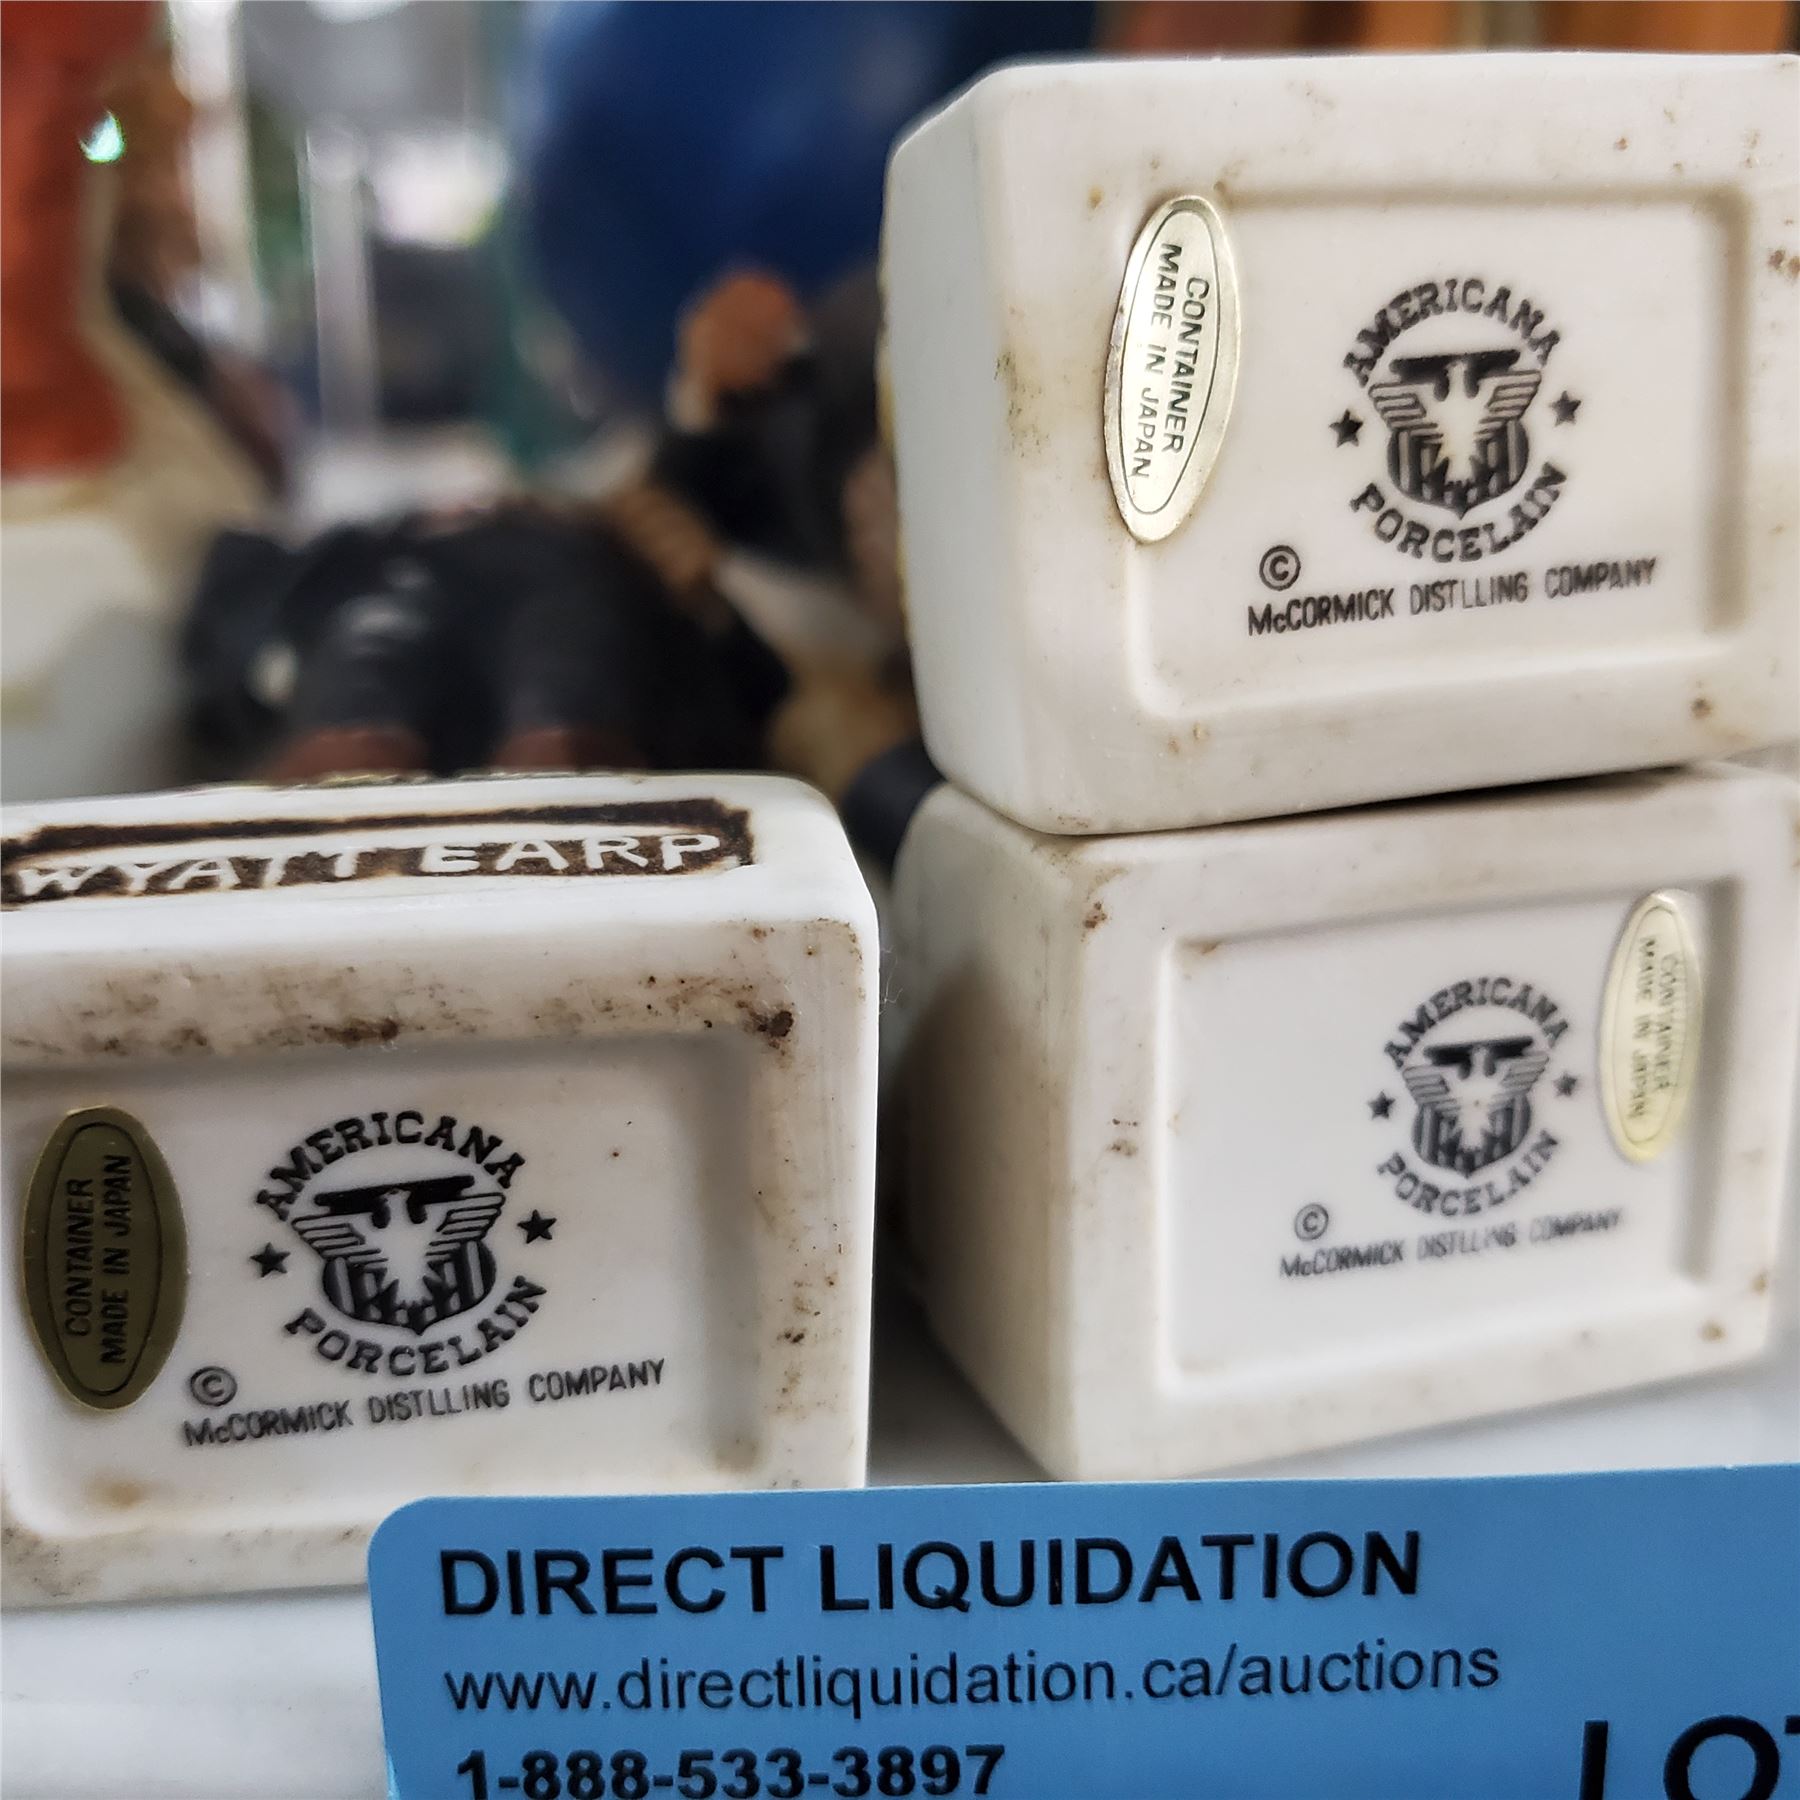 CONTAINER
MADE IN JAPAN
AMERICANA
PORCELAIN
©
McCORMICK DISTLLING COMPANY
WYATT EARP
CONTAINER
MADE IN JAPAN
AMERICANA
PORCELAIN
©
McCORMICK DISTLLING COMPANY
AMERICANA
PORCELAIN
CONTAINER
MADE IN JAPAN
©
McCORMICK DISTLLING COMPANY
DIRECT LIQUIDATION
www.directliquidation.ca/auctions
1-888-533-3897